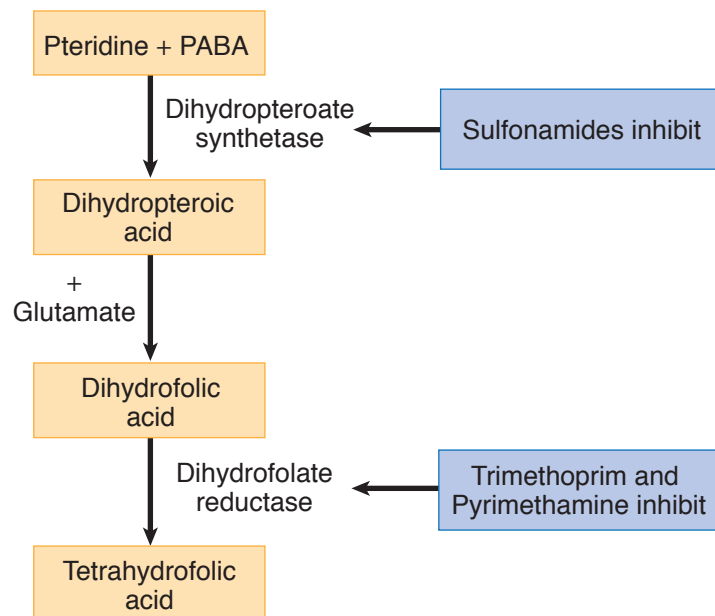 Pteridine + PABA
Dihydropteroate
synthetase
Sulfonamides inhibit
Dihydropteroic
acid
+
Glutamate
Dihydrofolic
acid
Dihydrofolate
reductase
Trimethoprim and
Pyrimethamine inhibit
Tetrahydrofolic
acid